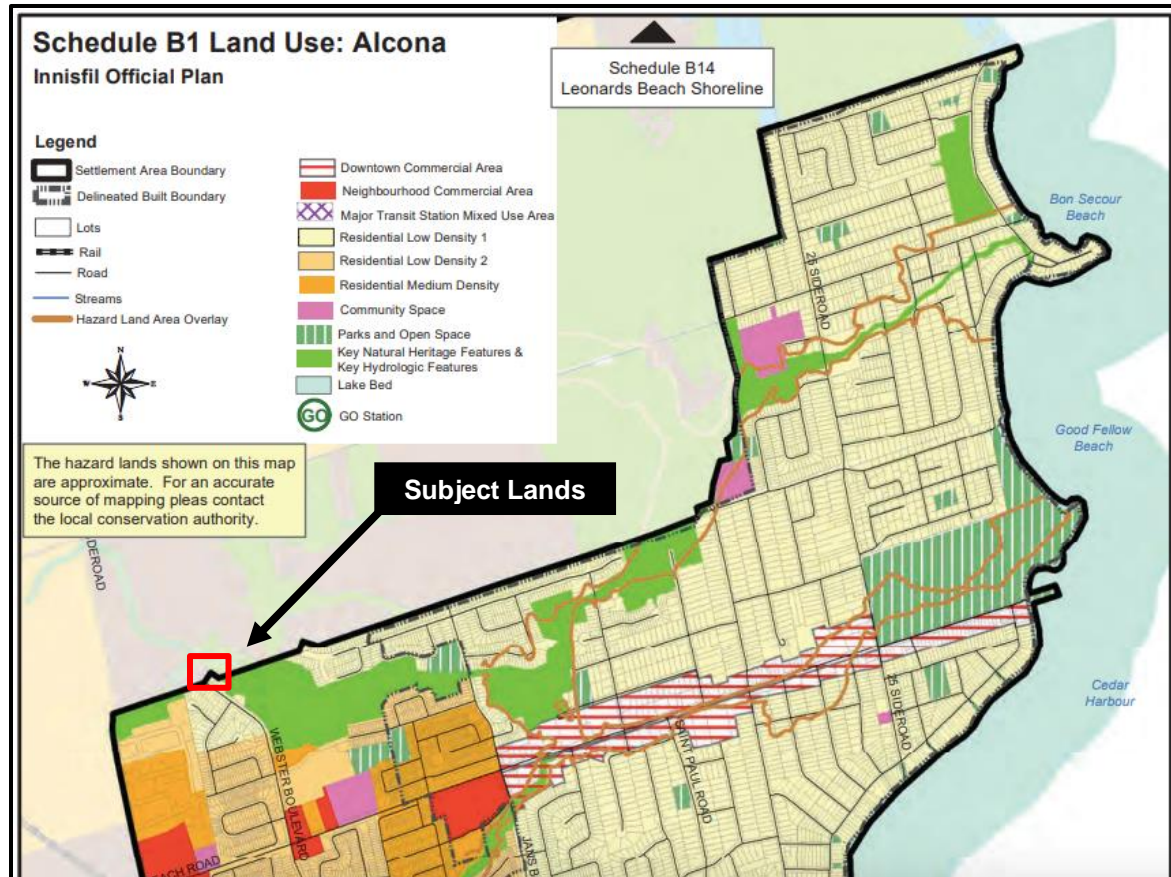 Schedule B1 Land Use: Alcona
Innisfil Official Plan
Schedule B14
Leonards Beach Shoreline
Legend
Settlement Area Boundary
Delineated Built Boundary
Lots
Rail
Road
Streams
Hazard Land Area Overlay
Downtown Commercial Area
Neighbourhood Commercial Area
Major Transit Station Mixed Use Area
Residential Low Density 1
Residential Low Density 2
Residential Medium Density
Community Space
Parks and Open Space
Key Natural Heritage Features &
Key Hydrologic Features
Lake Bed
GO
GO Station
N
W
E
S
The hazard lands shown on this map
are approximate. For an accurate
source of mapping pleas contact
the local conservation authority.
Subject Lands
Bon Secour
Beach
25 SIDEROAD
Good Fellow
Beach
Cedar
Harbour
25 SIDEROAD
SAINT PAUL ROAD
WEBSTER BOULEVARD
SIDEROAD